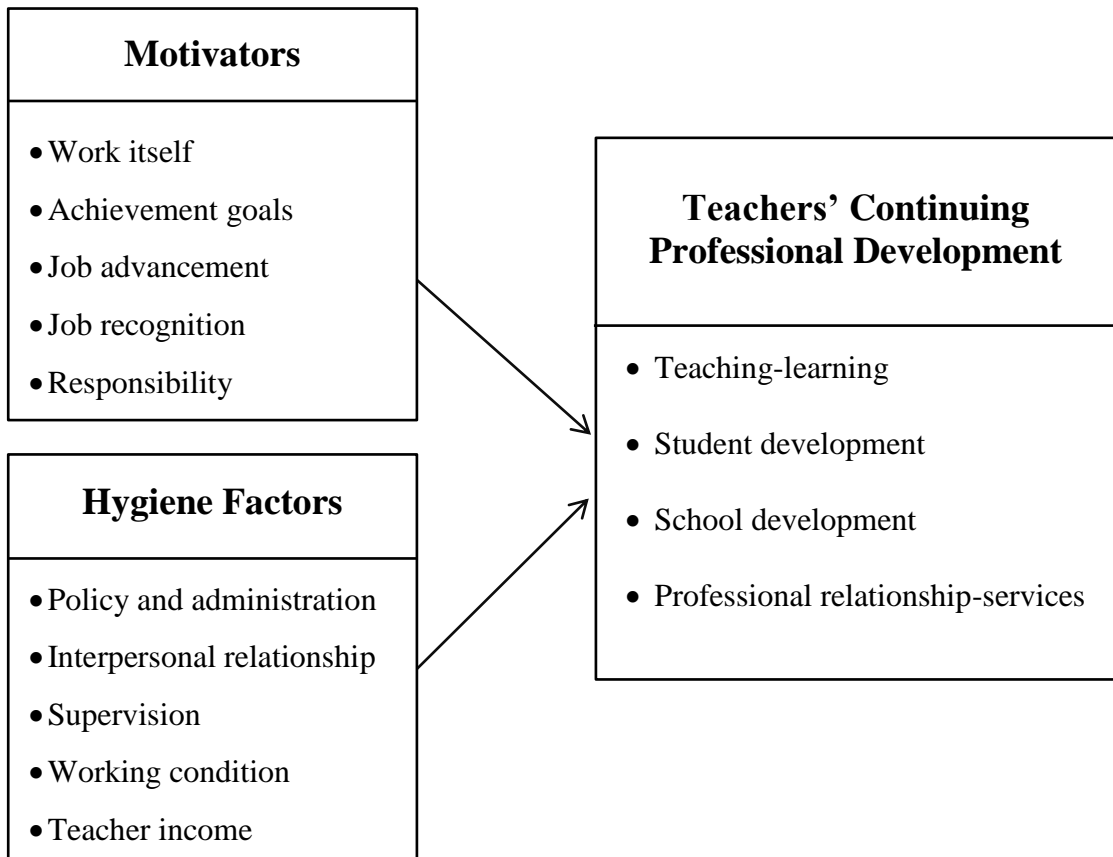 Motivators
• Work itself
• Achievement goals
• Job advancement
• Job recognition
• Responsibility
Hygiene Factors
• Policy and administration
• Interpersonal relationship
• Supervision
• Working condition
• Teacher income
Teachers’ Continuing
Professional Development
• Teaching-learning
• Student development
• School development
• Professional relationship-services